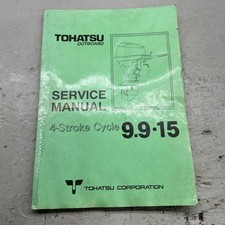 TOHATSU
OUTBOARD
SERVICE
MANUAL
4-Stroke Cycle 9.9·15
TOHATSU CORPORATION